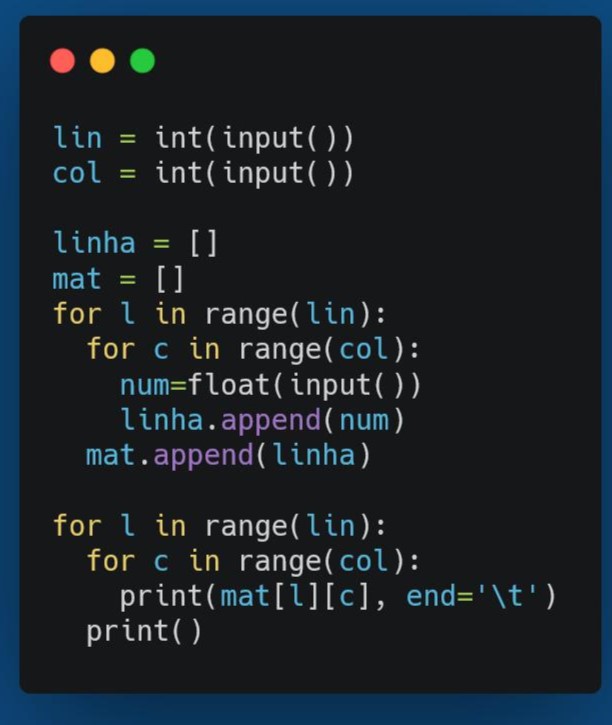 lin = int(input())
col = int(input())

linha = []
mat = []
for l in range(lin):
  for c in range(col):
    num=float(input())
    linha.append(num)
  mat.append(linha)

for l in range(lin):
  for c in range(col):
    print(mat[l][c], end='\t')
  print()